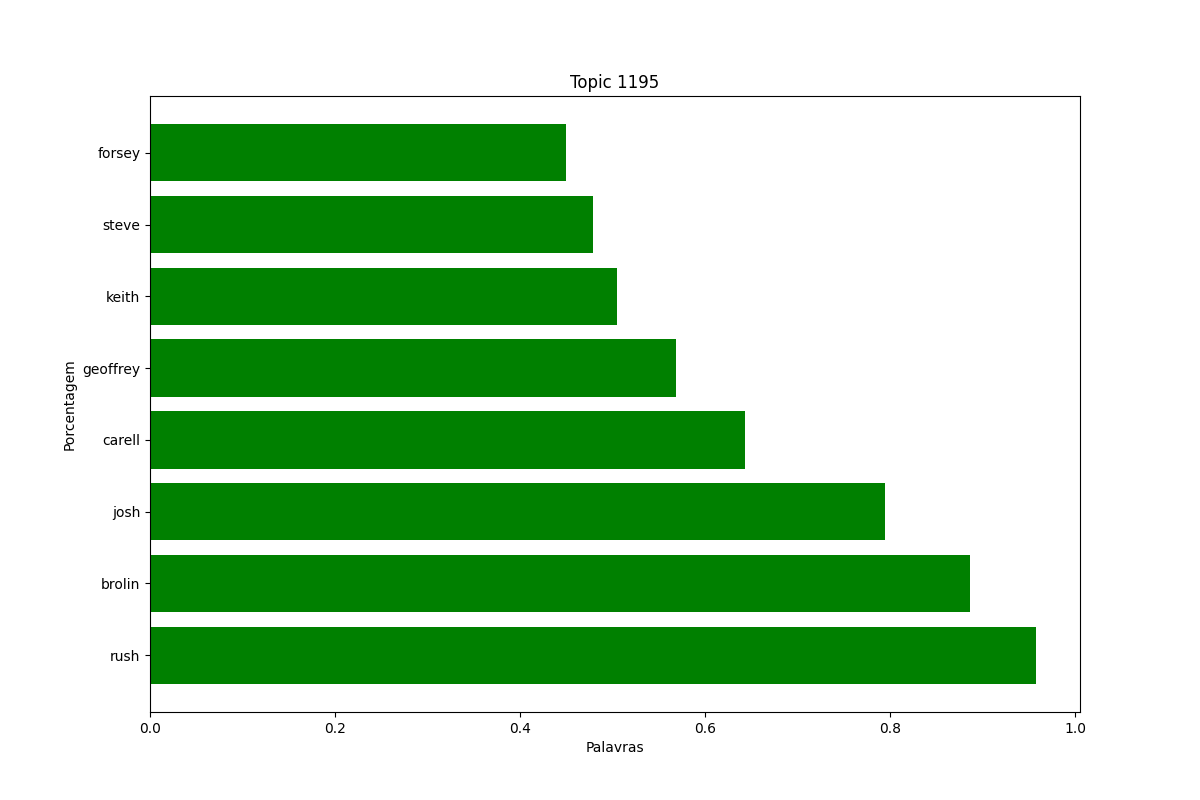 Topic 1195
Porcentagem
forsey
steve
keith
geoffrey
carell
josh
brolin
rush
0.0 0.2 0.4 0.6 0.8 1.0
Palavras